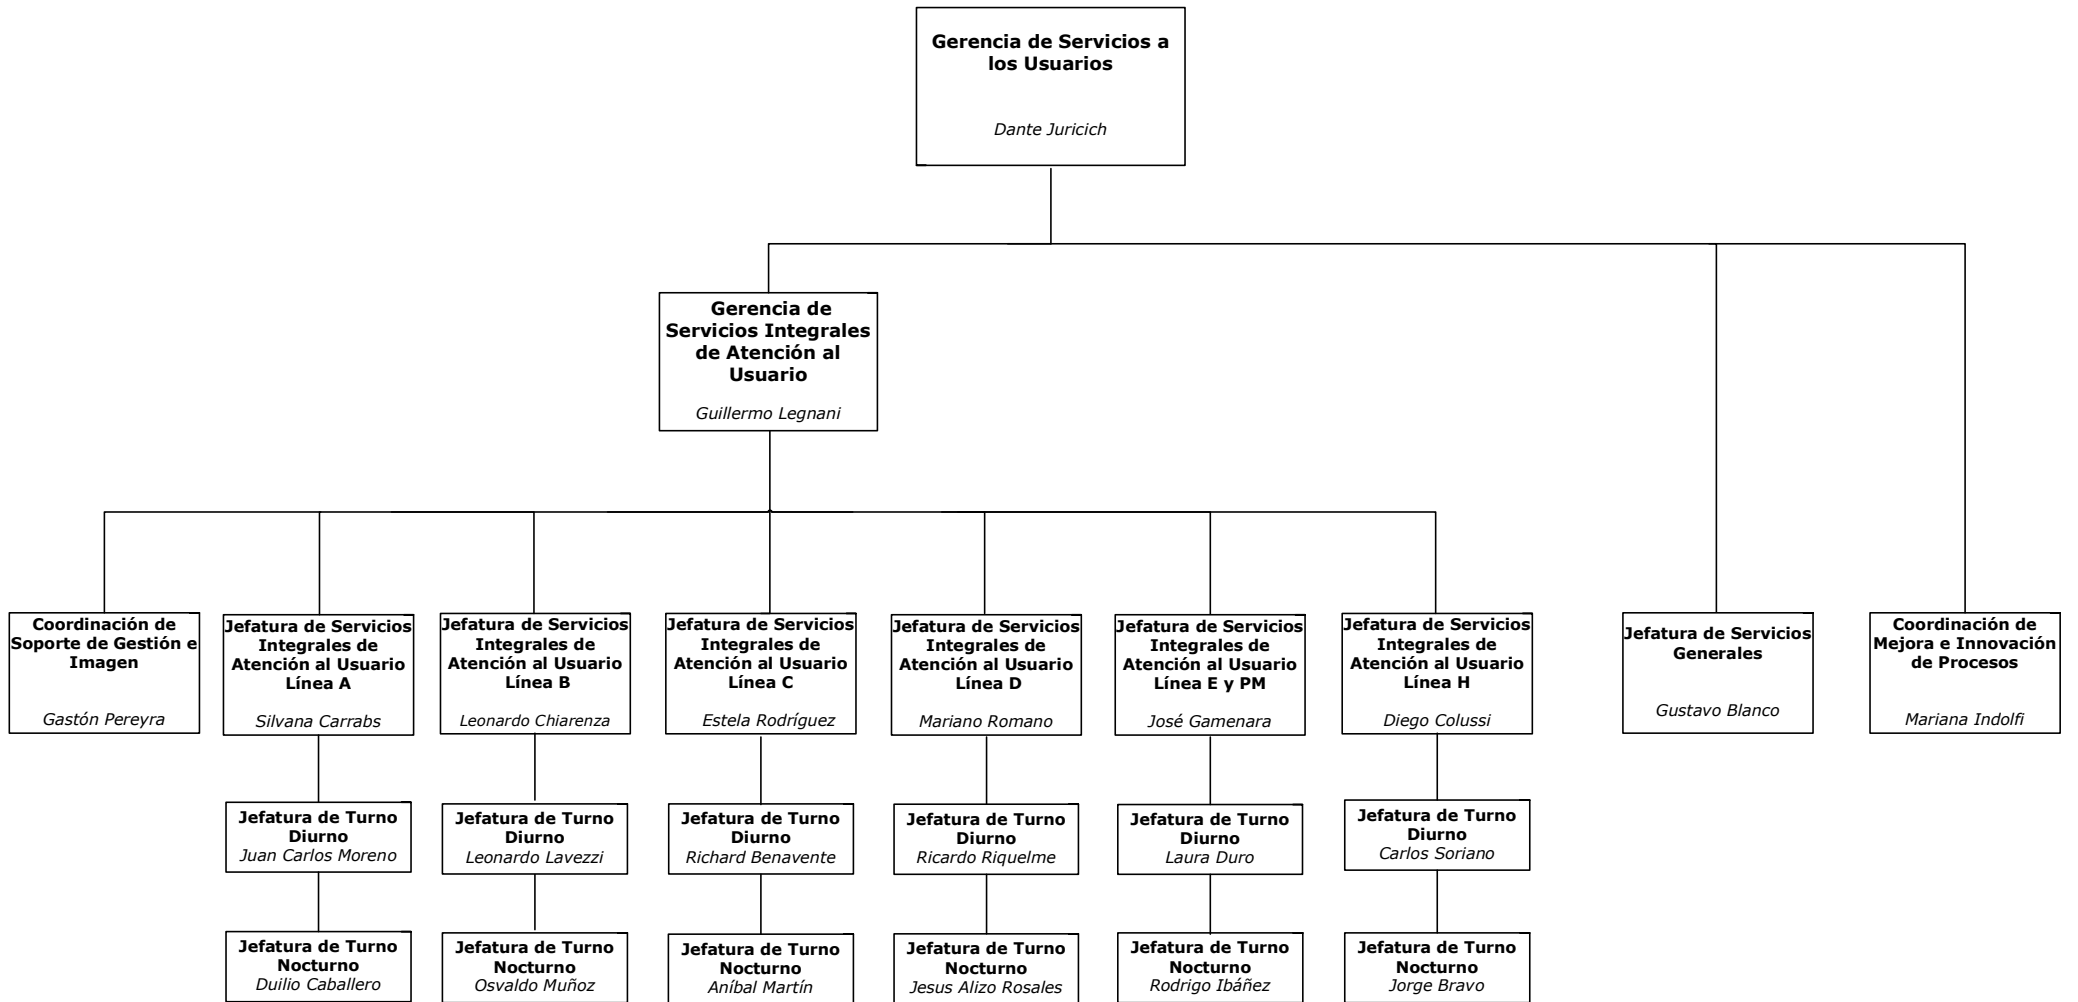 Gerencia de Servicios a
los Usuarios
Dante Juricich
Gerencia de
Servicios Integrales
de Atención al
Usuario
Guillermo Legnani
Coordinación de
Soporte de Gestión e
Imagen
Gastón Pereyra
Jefatura de Servicios
Integrales de
Atención al Usuario
Línea A
Silvana Carrabs
Jefatura de Servicios
Integrales de
Atención al Usuario
Línea B
Leonardo Chiarenza
Jefatura de Servicios
Integrales de
Atención al Usuario
Línea C
Estela Rodríguez
Jefatura de Servicios
Integrales de
Atención al Usuario
Línea D
Mariano Romano
Jefatura de Servicios
Integrales de
Atención al Usuario
Línea E y PM
José Gamenara
Jefatura de Servicios
Integrales de
Atención al Usuario
Línea H
Diego Colussi
Jefatura de Servicios
Generales
Gustavo Blanco
Coordinación de
Mejora e Innovación
de Procesos
Mariana Indolfi
Jefatura de Turno
Diurno
Juan Carlos Moreno
Jefatura de Turno
Diurno
Leonardo Lavezzi
Jefatura de Turno
Diurno
Richard Benavente
Jefatura de Turno
Diurno
Ricardo Riquelme
Jefatura de Turno
Diurno
Laura Duro
Jefatura de Turno
Diurno
Carlos Soriano
Jefatura de Turno
Nocturno
Duilio Caballero
Jefatura de Turno
Nocturno
Osvaldo Muñoz
Jefatura de Turno
Nocturno
Aníbal Martín
Jefatura de Turno
Nocturno
Jesus Alizo Rosales
Jefatura de Turno
Nocturno
Rodrigo Ibáñez
Jefatura de Turno
Nocturno
Jorge Bravo